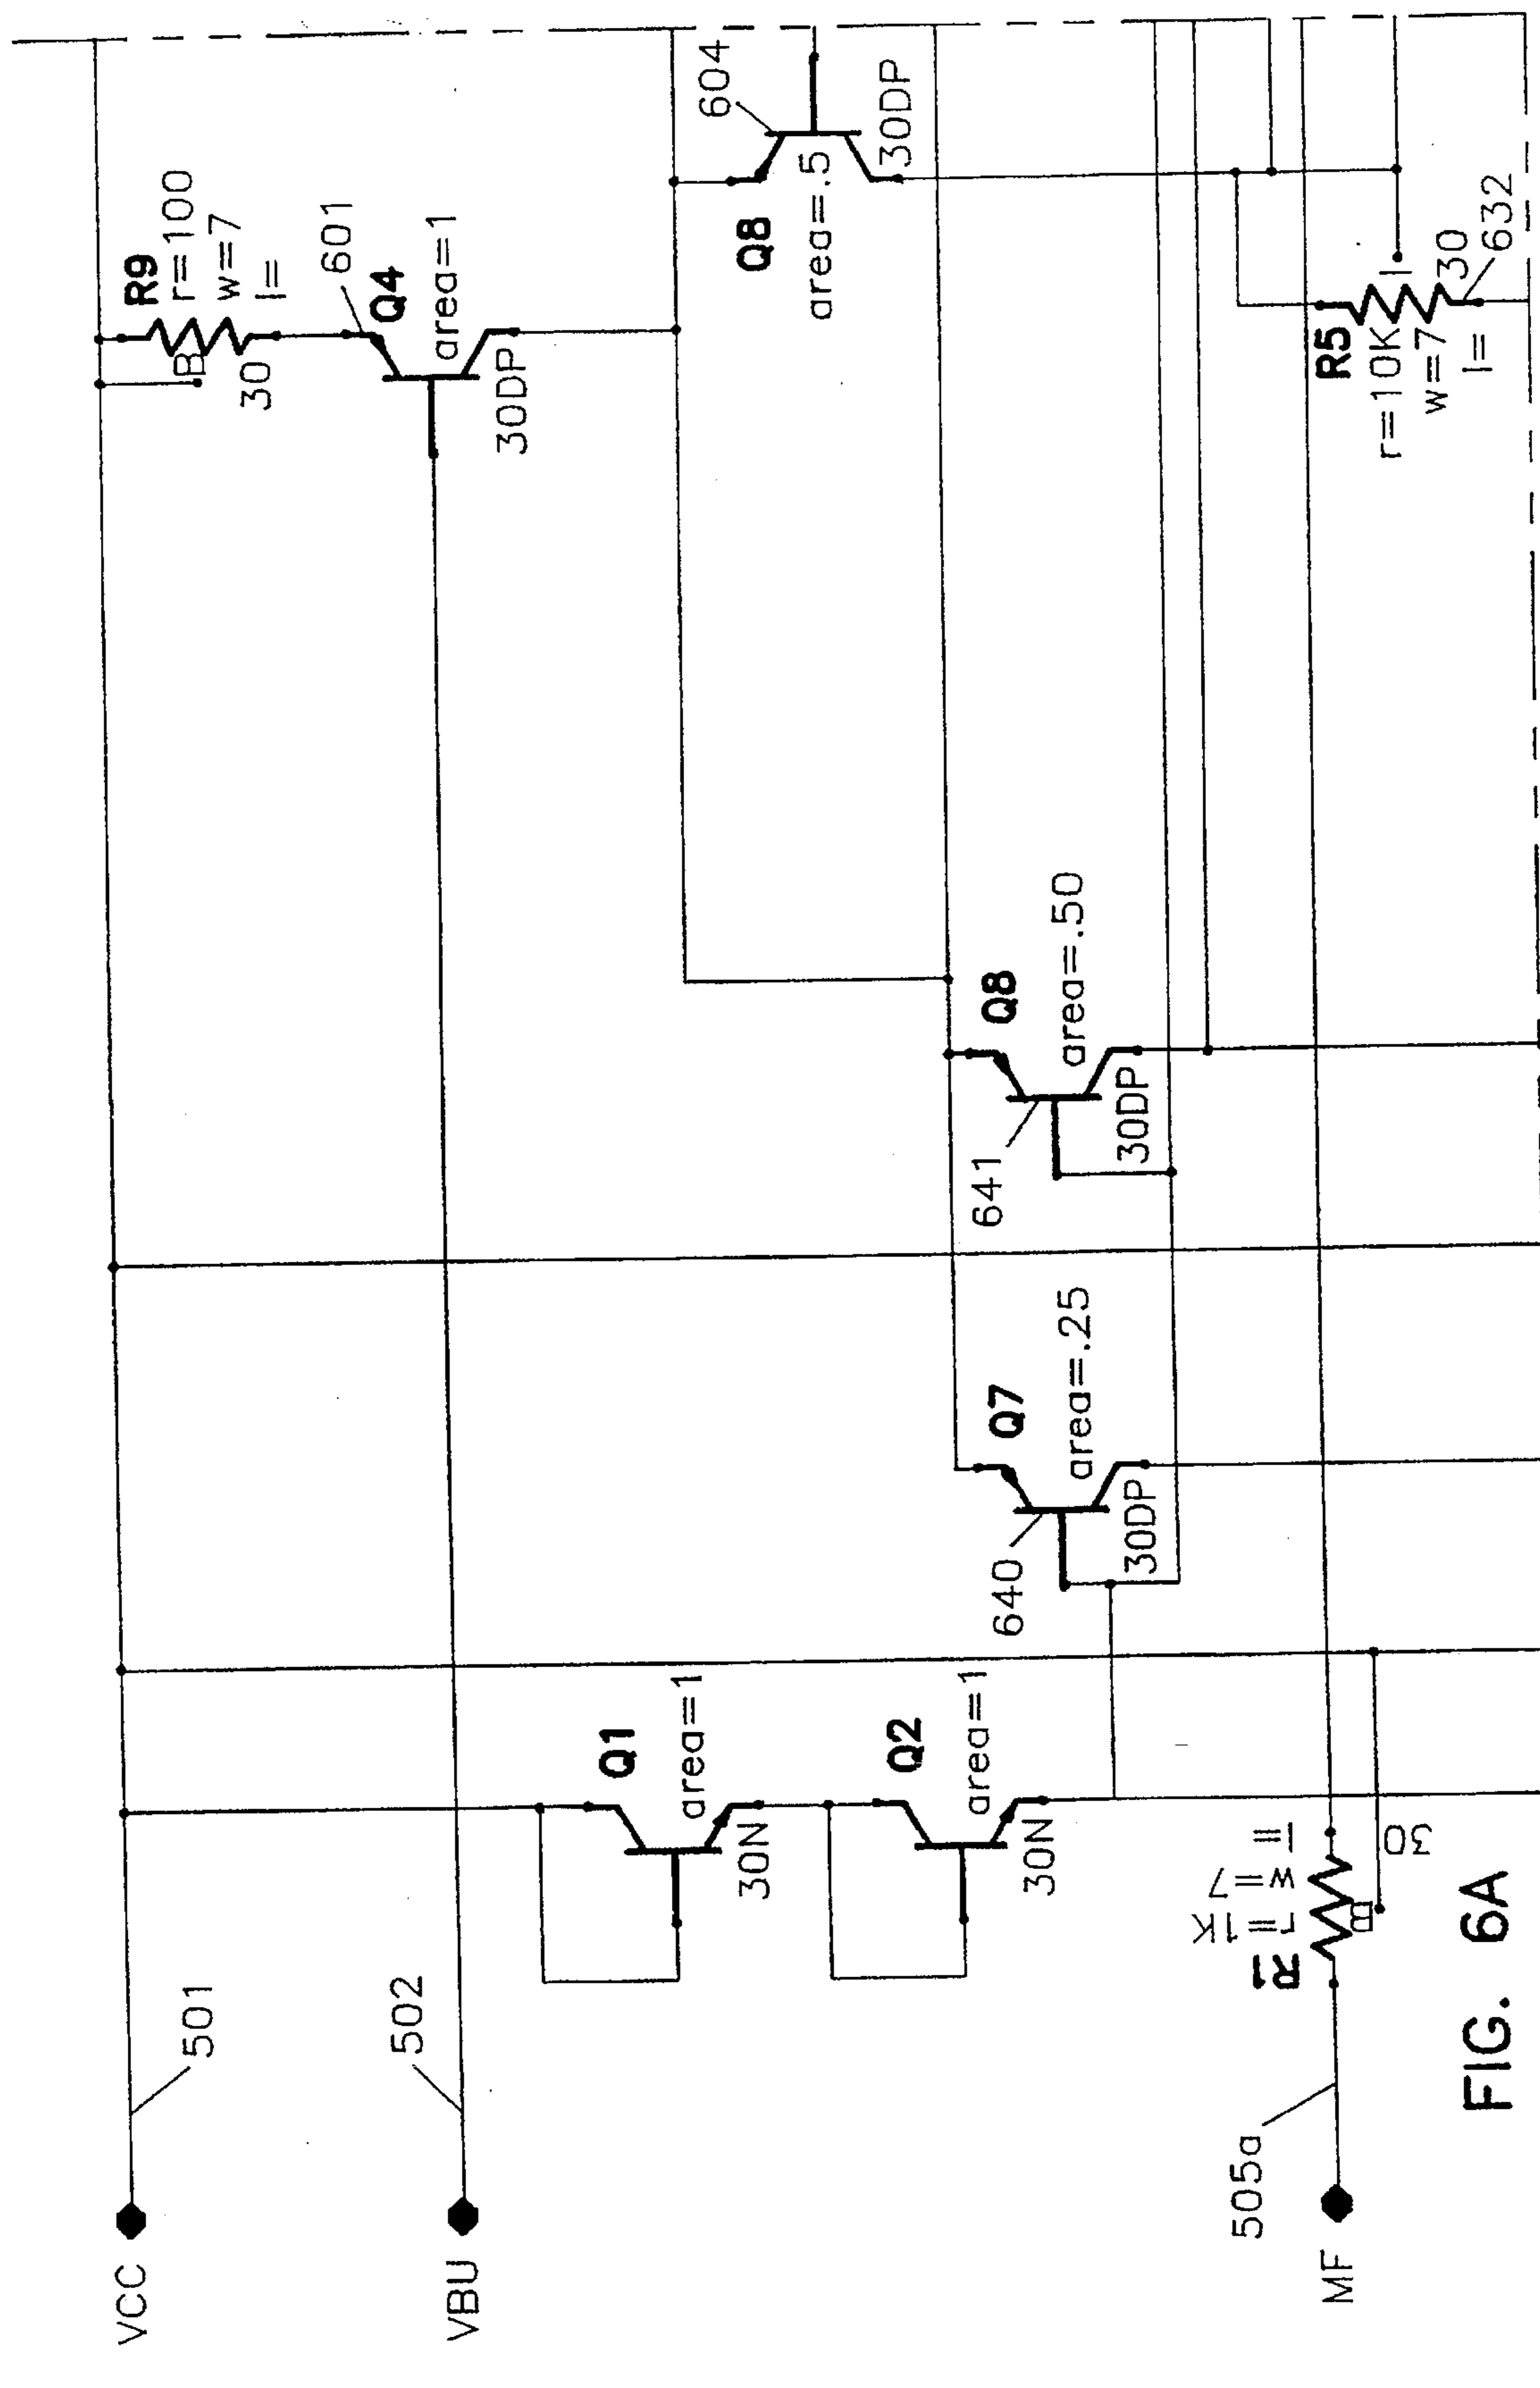 VCC
501
VBU
502
Q1
area=1
30N
Q2
area=1
30N
R9
r=100
w=7
l=
B
30
601
Q4
area=1
30DP
604
Q8
area=.5
30DP
640
Q7
area=.25
30DP
641
Q8
area=.50
30DP
R5
r=10K
w=7
l=
I
30
632
MF
505a
R1
r=1K
w=7
l=
B
30
FIG. 6A